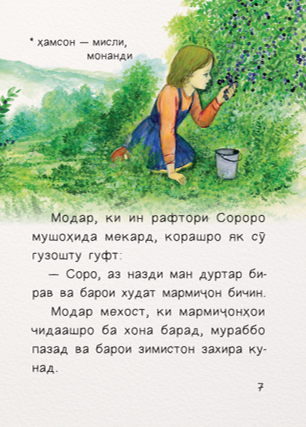 * ҳамсон — мисли,
монанди
Модар, ки ин рафтори Сороро
мушоҳида мекард, корашро як сӯ
гузошту гуфт:
— Соро, аз назди ман дуртар би-
рав ва барои худат мармиҷон бичин.
Модар мехост, ки мармиҷонҳои
чидаашро ба хона барад, мураббо
пазад ва барои зимистон захира ку-
над.
7